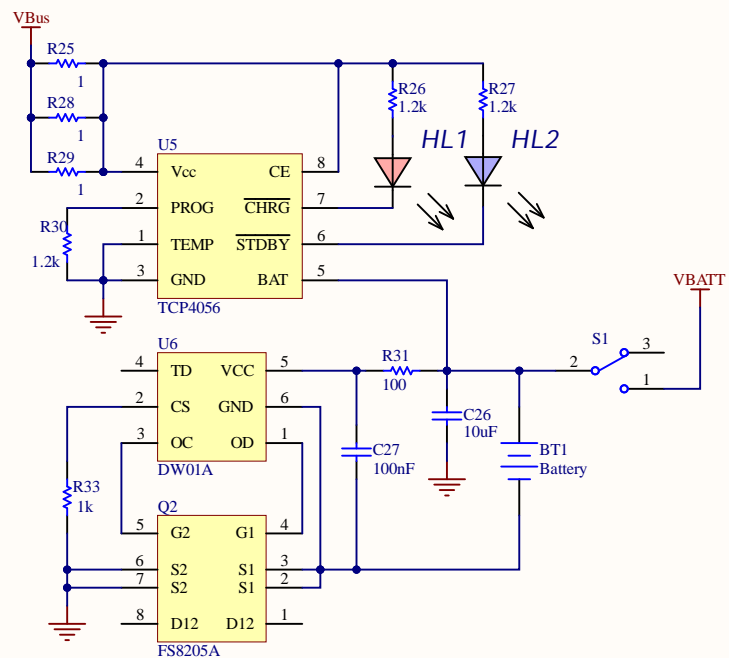 VBus
R25
1
R28
1
R29
1
R26
1.2k
R27
1.2k
HL1
HL2
U5
4 Vcc CE 8
2 PROG CHRG 7
1 TEMP STDBY 6
3 GND BAT 5
TCP4056
R30
1.2k
VBATT
U6
4 TD VCC 5
2 CS GND 6
3 OC OD 1
DW01A
R31
100
S1
2
3
1
C26
10uF
C27
100nF
BT1
Battery
R33
1k
Q2
5 G2 G1 4
6 S2 S1 3
7 S2 S1 2
8 D12 D12 1
FS8205A